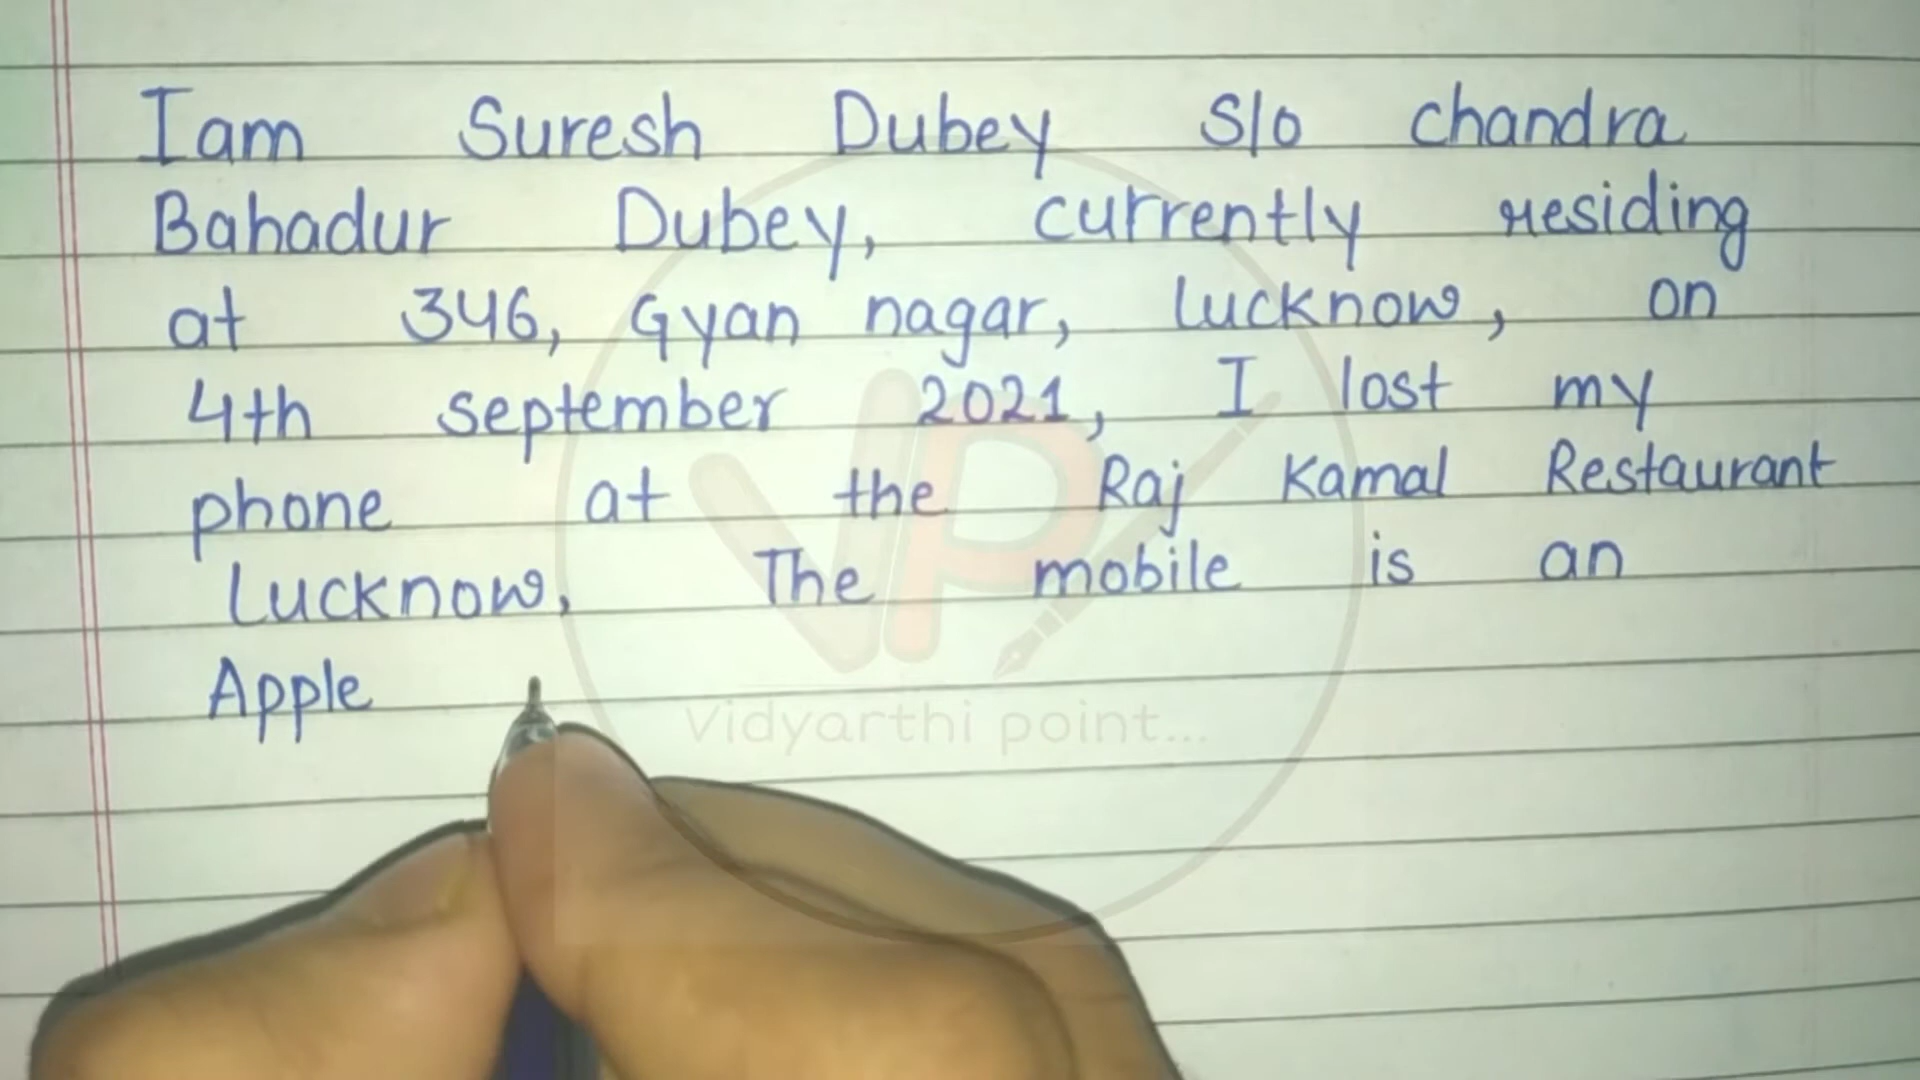 Iam Suresh Dubey S/o chandra
Bahadur Dubey, currently residing
at 346, Gyan nagar, lucknow, on
4th september 2021, I lost my
phone at the Raj Kamal Restaurant
lucknow. The mobile is an
Apple
VP
Vidyarthi point...